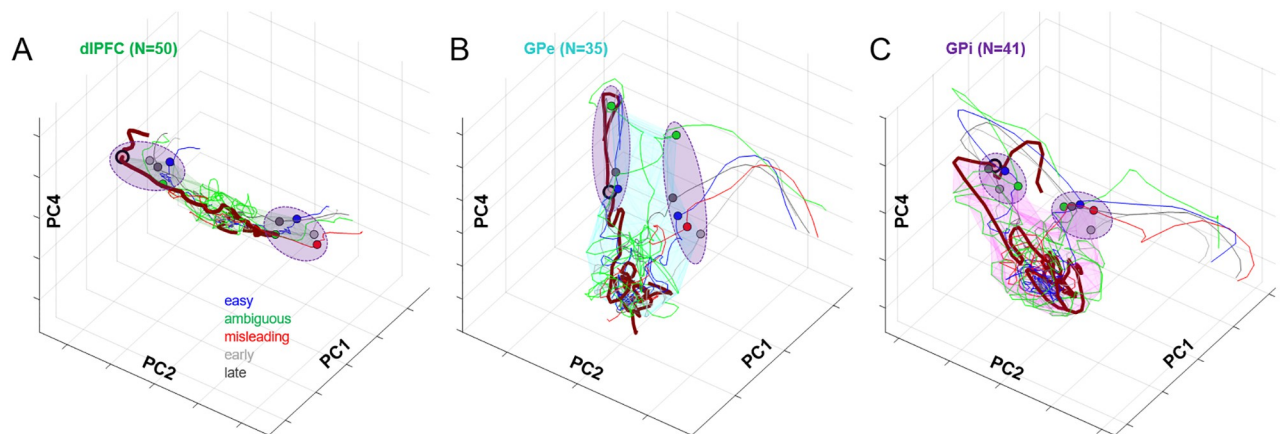 A
dlPFC (N=50)
PC4
PC2
PC1
easy
ambiguous
misleading
early
late
B
GPe (N=35)
PC4
PC2
PC1
C
GPi (N=41)
PC4
PC2
PC1